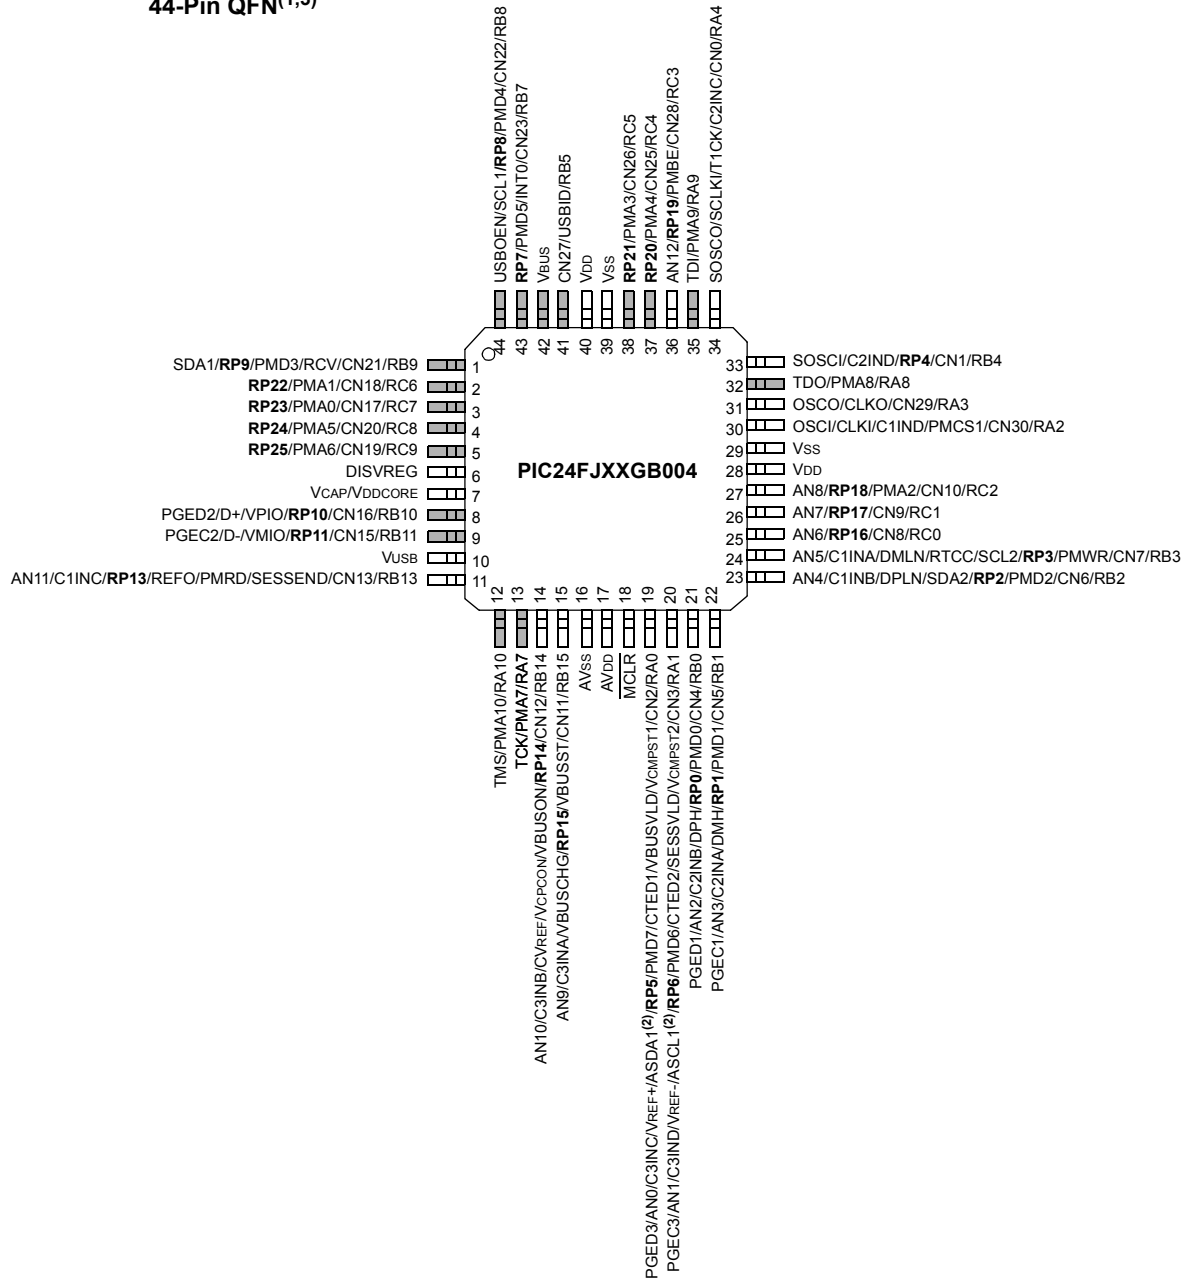 44-Pin QFN(1,3)
USBOEN/SCL1/RP8/PMD4/CN22/RB8
RP7/PMD5/INT0/CN23/RB7
VBUS
CN27/USBID/RB5
VDD
VSS
RP21/PMA3/CN26/RC5
RP20/PMA4/CN25/RC4
AN12/RP19/PMBE/CN28/RC3
TDI/PMA9/RA9
SOSCO/SCLKI/T1CK/C2INC/CN0/RA4
44 43 42 41 40 39 38 37 36 35 34
SDA1/RP9/PMD3/RCV/CN21/RB9 1
RP22/PMA1/CN18/RC6 2
RP23/PMA0/CN17/RC7 3
RP24/PMA5/CN20/RC8 4
RP25/PMA6/CN19/RC9 5
DISVREG 6
VCAP/VDDCORE 7
PGED2/D+/VPIO/RP10/CN16/RB10 8
PGEC2/D-/VMIO/RP11/CN15/RB11 9
VUSB 10
AN11/C1INC/RP13/REFO/PMRD/SESSEND/CN13/RB13 11
PIC24FJXXGB004
33 SOSCI/C2IND/RP4/CN1/RB4
32 TDO/PMA8/RA8
31 OSCO/CLKO/CN29/RA3
30 OSCI/CLKI/C1IND/PMCS1/CN30/RA2
29 VSS
28 VDD
27 AN8/RP18/PMA2/CN10/RC2
26 AN7/RP17/CN9/RC1
25 AN6/RP16/CN8/RC0
24 AN5/C1INA/DMLN/RTCC/SCL2/RP3/PMWR/CN7/RB3
23 AN4/C1INB/DPLN/SDA2/RP2/PMD2/CN6/RB2
12 13 14 15 16 17 18 19 20 21 22
TMS/PMA10/RA10
TCK/PMA7/RA7
AN10/C3INB/CVREF/VCPCON/VBUSON/RP14/CN12/RB14
AN9/C3INA/VBUSCHG/RP15/VBUSST/CN11/RB15
AVSS
AVDD
MCLR
PGED3/AN0/C3INC/VREF+/ASDA1(2)/RP5/PMD7/CTED1/VBUSVLD/VCMPST1/CN2/RA0
PGEC3/AN1/C3IND/VREF-/ASCL1(2)/RP6/PMD6/CTED2/SESSVLD/VCMPST2/CN3/RA1
PGED1/AN2/C2INB/DPH/RP0/PMD0/CN4/RB0
PGEC1/AN3/C2INA/DMH/RP1/PMD1/CN5/RB1